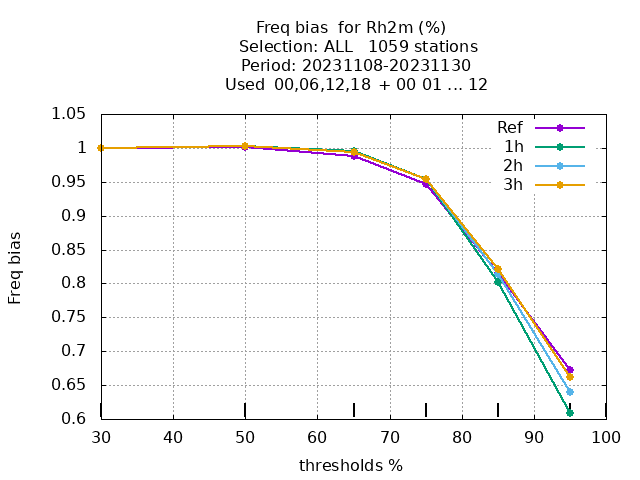 Freq bias  for Rh2m (%)
Selection: ALL   1059 stations
Period: 20231108-20231130
Used  00,06,12,18  + 00 01 ... 12
Ref
1h
2h
3h
1.05
1
0.95
0.9
0.85
0.8
0.75
0.7
0.65
0.6
Freq bias
30 40 50 60 70 80 90 100
thresholds %